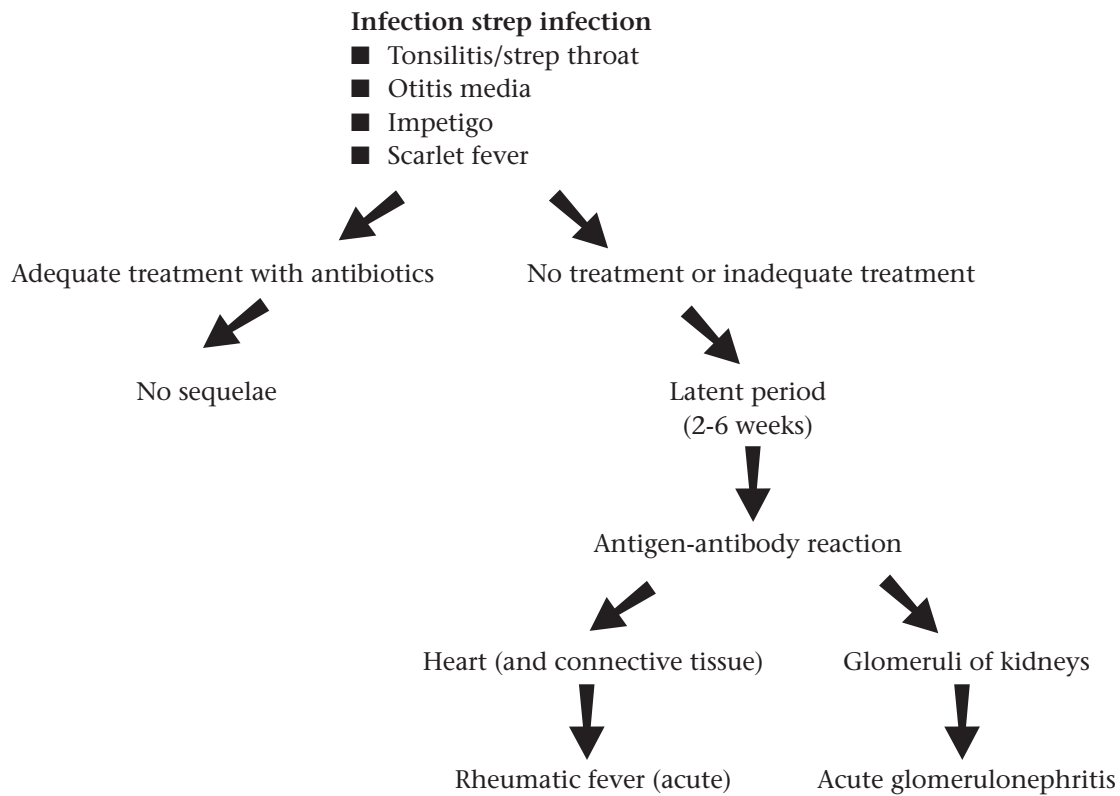 Infection strep infection
■ Tonsilitis/strep throat
■ Otitis media
■ Impetigo
■ Scarlet fever
Adequate treatment with antibiotics
No treatment or inadequate treatment
No sequelae
Latent period
(2-6 weeks)
Antigen-antibody reaction
Heart (and connective tissue)
Glomeruli of kidneys
Rheumatic fever (acute)
Acute glomerulonephritis